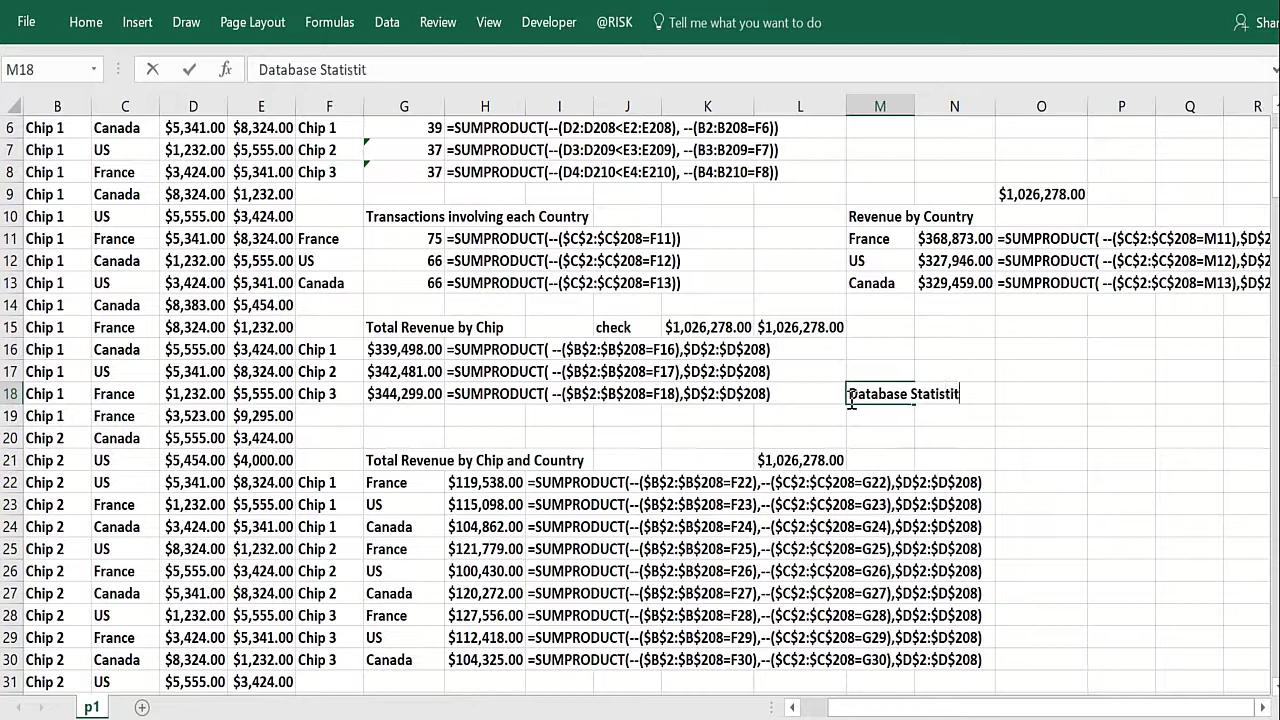 File Home Insert Draw Page Layout Formulas Data Review View Developer @RISK Tell me what you want to do
M18 fx Database Statistit
B C D E F G H I J K L M N O P Q R
6 Chip 1 Canada $5,341.00 $8,324.00 Chip 1 39 =SUMPRODUCT(--(D2:D208<E2:E208), --(B2:B208=F6))
7 Chip 1 US $1,232.00 $5,555.00 Chip 2 37 =SUMPRODUCT(--(D3:D209<E3:E209), --(B3:B209=F7))
8 Chip 1 France $3,424.00 $5,341.00 Chip 3 37 =SUMPRODUCT(--(D4:D210<E4:E210), --(B4:B210=F8))
9 Chip 1 Canada $8,324.00 $1,232.00 $1,026,278.00
10 Chip 1 US $5,555.00 $3,424.00 Transactions involving each Country Revenue by Country
11 Chip 1 France $5,341.00 $8,324.00 France 75 =SUMPRODUCT(--($C$2:$C$208=F11)) France $368,873.00 =SUMPRODUCT( --($C$2:$C$208=M11),$D$2
12 Chip 1 Canada $1,232.00 $5,555.00 US 66 =SUMPRODUCT(--($C$2:$C$208=F12)) US $327,946.00 =SUMPRODUCT( --($C$2:$C$208=M12),$D$2
13 Chip 1 US $3,424.00 $5,341.00 Canada 66 =SUMPRODUCT(--($C$2:$C$208=F13)) Canada $329,459.00 =SUMPRODUCT( --($C$2:$C$208=M13),$D$2
14 Chip 1 Canada $8,383.00 $5,454.00
15 Chip 1 France $8,324.00 $1,232.00 Total Revenue by Chip check $1,026,278.00 $1,026,278.00
16 Chip 1 Canada $5,555.00 $3,424.00 Chip 1 $339,498.00 =SUMPRODUCT( --($B$2:$B$208=F16),$D$2:$D$208)
17 Chip 1 US $5,341.00 $8,324.00 Chip 2 $342,481.00 =SUMPRODUCT( --($B$2:$B$208=F17),$D$2:$D$208)
18 Chip 1 France $1,232.00 $5,555.00 Chip 3 $344,299.00 =SUMPRODUCT( --($B$2:$B$208=F18),$D$2:$D$208) Database Statistit
19 Chip 1 France $3,523.00 $9,295.00
20 Chip 2 Canada $5,555.00 $3,424.00
21 Chip 2 US $5,454.00 $4,000.00 Total Revenue by Chip and Country $1,026,278.00
22 Chip 2 US $5,341.00 $8,324.00 Chip 1 France $119,538.00 =SUMPRODUCT(--($B$2:$B$208=F22),--($C$2:$C$208=G22),$D$2:$D$208)
23 Chip 2 France $1,232.00 $5,555.00 Chip 1 US $115,098.00 =SUMPRODUCT(--($B$2:$B$208=F23),--($C$2:$C$208=G23),$D$2:$D$208)
24 Chip 2 Canada $3,424.00 $5,341.00 Chip 1 Canada $104,862.00 =SUMPRODUCT(--($B$2:$B$208=F24),--($C$2:$C$208=G24),$D$2:$D$208)
25 Chip 2 US $8,324.00 $1,232.00 Chip 2 France $121,779.00 =SUMPRODUCT(--($B$2:$B$208=F25),--($C$2:$C$208=G25),$D$2:$D$208)
26 Chip 2 France $5,555.00 $3,424.00 Chip 2 US $100,430.00 =SUMPRODUCT(--($B$2:$B$208=F26),--($C$2:$C$208=G26),$D$2:$D$208)
27 Chip 2 Canada $5,341.00 $8,324.00 Chip 2 Canada $120,272.00 =SUMPRODUCT(--($B$2:$B$208=F27),--($C$2:$C$208=G27),$D$2:$D$208)
28 Chip 2 US $1,232.00 $5,555.00 Chip 3 France $127,556.00 =SUMPRODUCT(--($B$2:$B$208=F28),--($C$2:$C$208=G28),$D$2:$D$208)
29 Chip 2 France $3,424.00 $5,341.00 Chip 3 US $112,418.00 =SUMPRODUCT(--($B$2:$B$208=F29),--($C$2:$C$208=G29),$D$2:$D$208)
30 Chip 2 Canada $8,324.00 $1,232.00 Chip 3 Canada $104,325.00 =SUMPRODUCT(--($B$2:$B$208=F30),--($C$2:$C$208=G30),$D$2:$D$208)
31 Chip 2 US $5,555.00 $3,424.00
p1